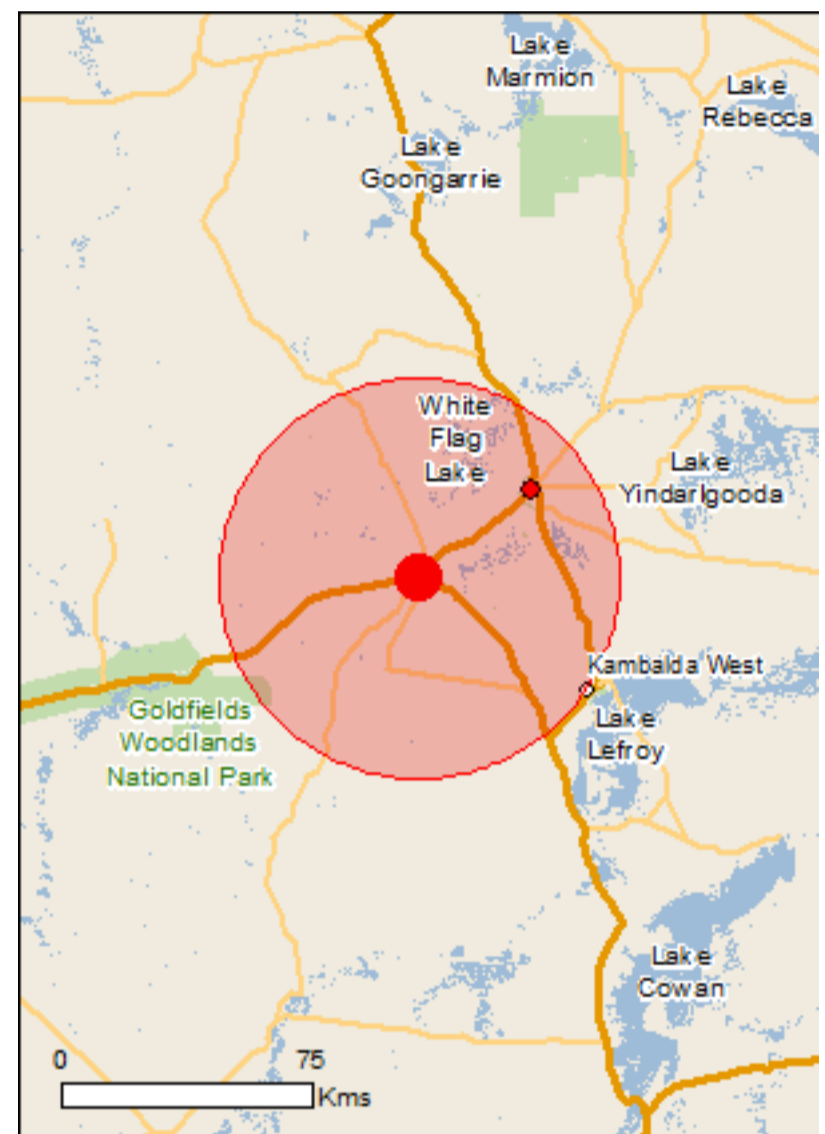 Lake
Marmion
Lake
Rebecca
Lake
Goongarrie
White
Flag
Lake
Lake
Yindarlgooda
Kambalda West
Lake
Lefroy
Goldfields
Woodlands
National Park
Lake
Cowan
0 75
Kms